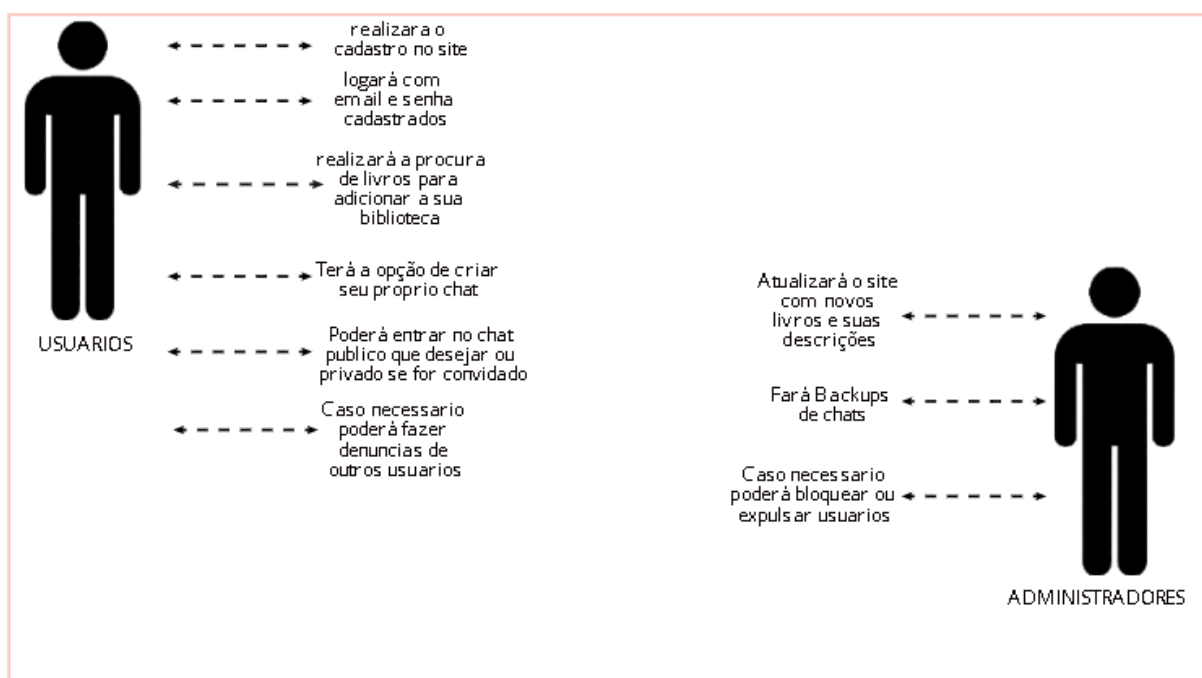 realizara o
cadastro no site
logará com
email e senha
cadastrados
realizará a procura
de livros para
adicionar a sua
biblioteca
Terá a opção de criar
seu proprio chat
USUARIOS
Poderá entrar no chat
publico que desejar ou
privado se for convidado
Caso necessario
poderá fazer
denuncias de
outros usuarios
Atualizará o site
com novos
livros e suas
descrições
Fará Backups
de chats
Caso necessario
poderá bloquear ou
expulsar usuarios
ADMINISTRADORES